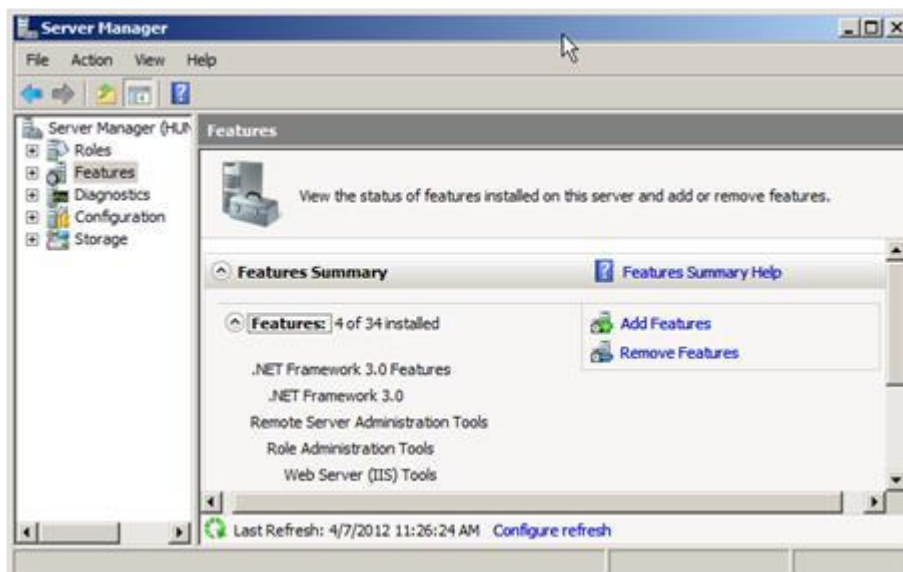 Server Manager
File Action View Help
Server Manager (HUN
Roles
Features
Diagnostics
Configuration
Storage
Features
View the status of features installed on this server and add or remove features.
Features Summary
Features Summary Help
Features: 4 of 34 installed
Add Features
Remove Features
.NET Framework 3.0 Features
.NET Framework 3.0
Remote Server Administration Tools
Role Administration Tools
Web Server (IIS) Tools
Last Refresh: 4/7/2012 11:26:24 AM Configure refresh